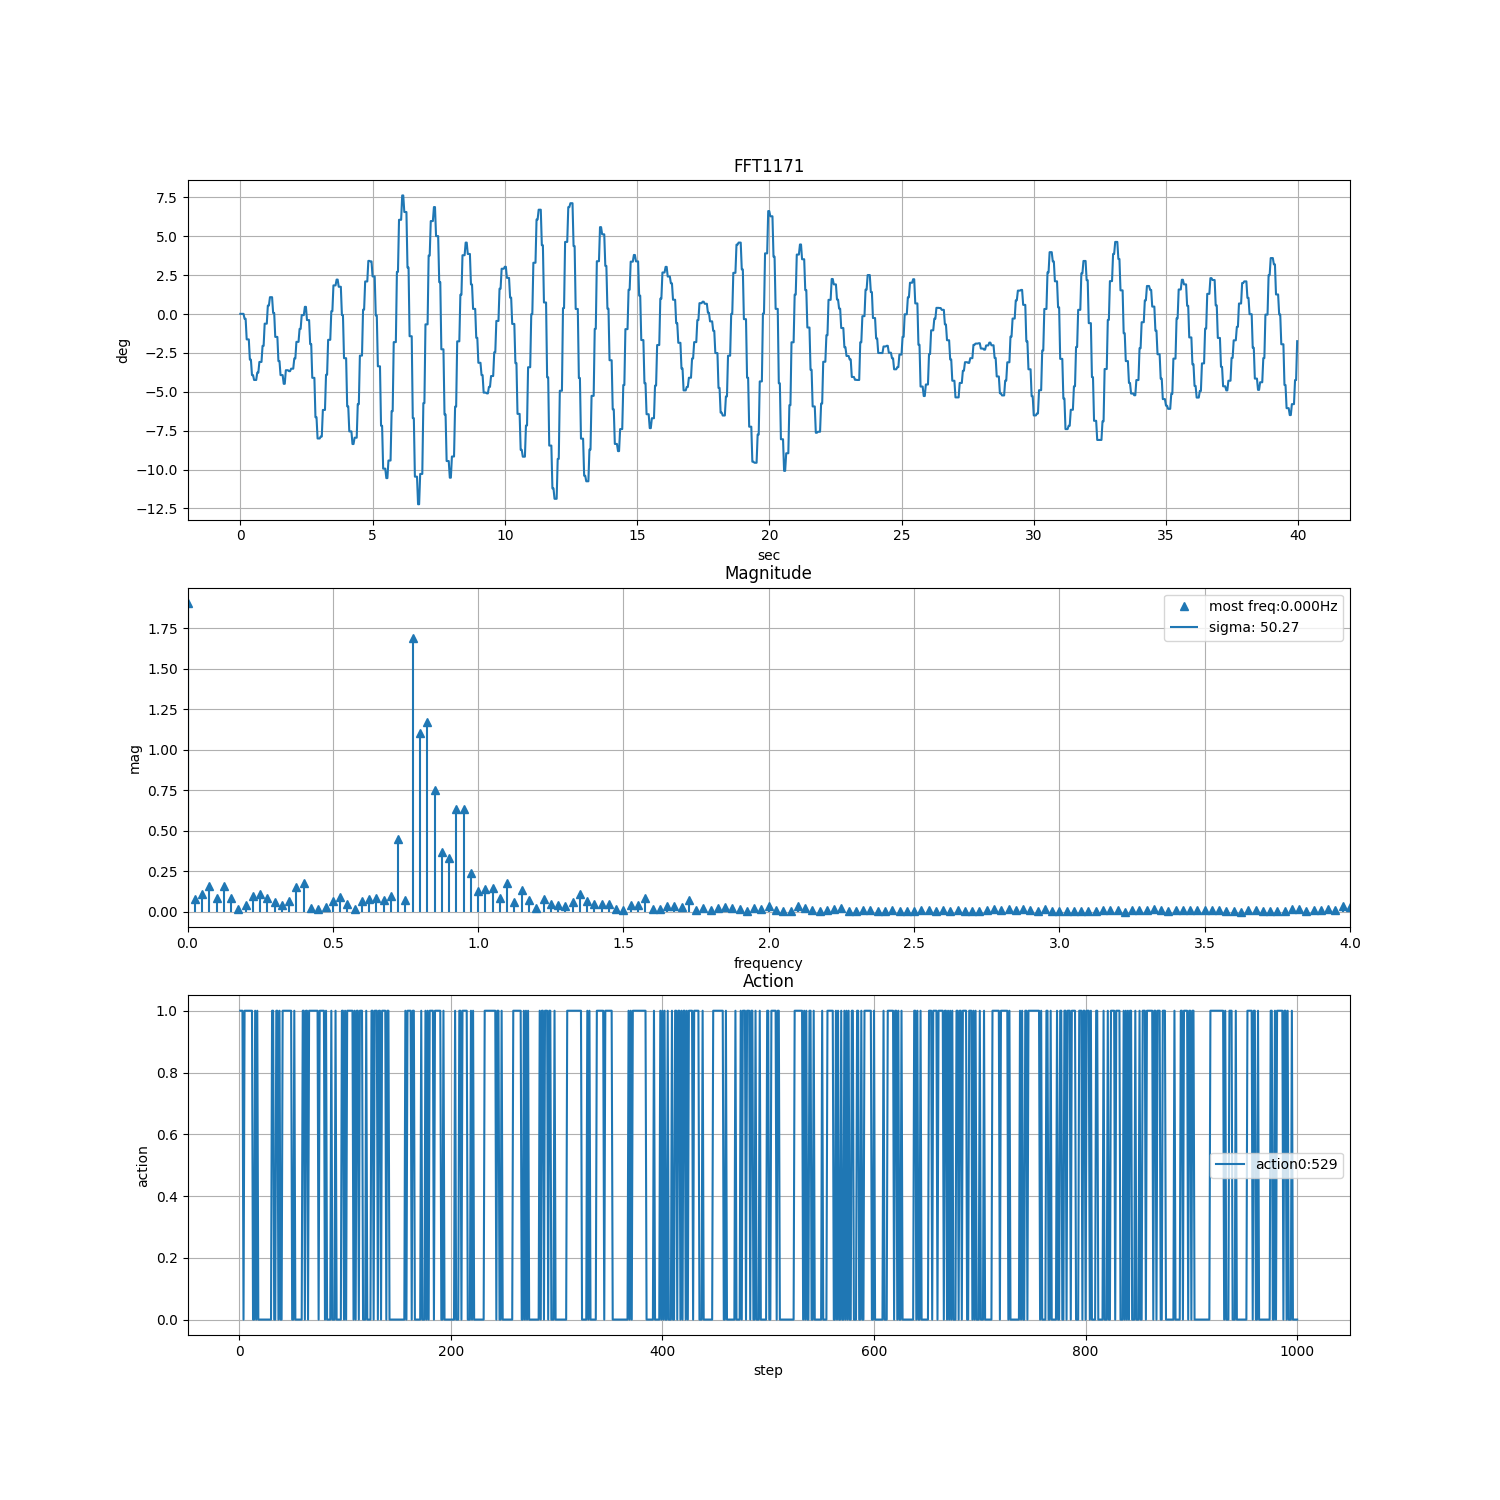 FFT1171
7.5
5.0
2.5
0.0
−2.5
−5.0
−7.5
−10.0
−12.5
deg
0 5 10 15 20 25 30 35 40
sec
Magnitude
most freq:0.000Hz
sigma: 50.27
1.75
1.50
1.25
1.00
0.75
0.50
0.25
0.00
mag
0.0 0.5 1.0 1.5 2.0 2.5 3.0 3.5 4.0
frequency
Action
1.0
0.8
0.6
0.4
0.2
0.0
action
action0:529
0 200 400 600 800 1000
step